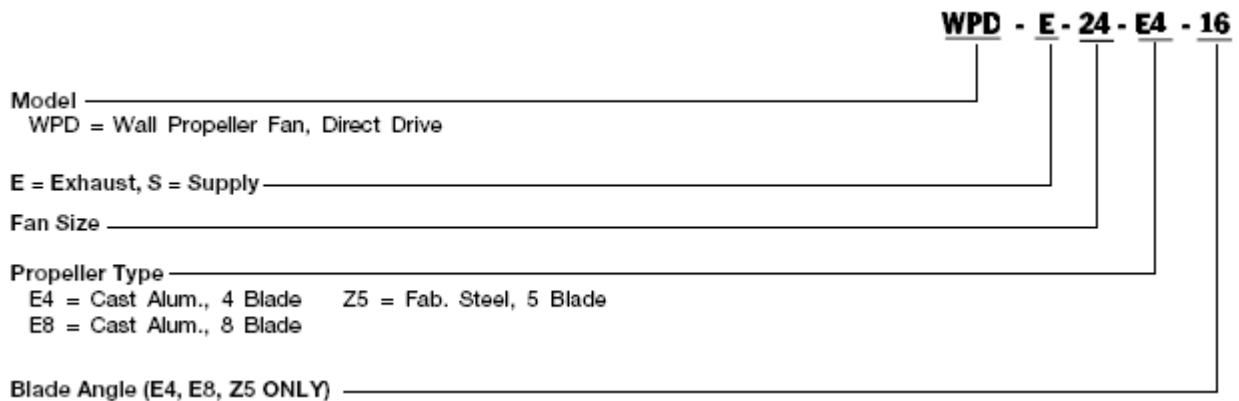 WPD - E - 24 - E4 - 16
Model
WPD = Wall Propeller Fan, Direct Drive
E = Exhaust, S = Supply
Fan Size
Propeller Type
E4 = Cast Alum., 4 Blade Z5 = Fab. Steel, 5 Blade
E8 = Cast Alum., 8 Blade
Blade Angle (E4, E8, Z5 ONLY)